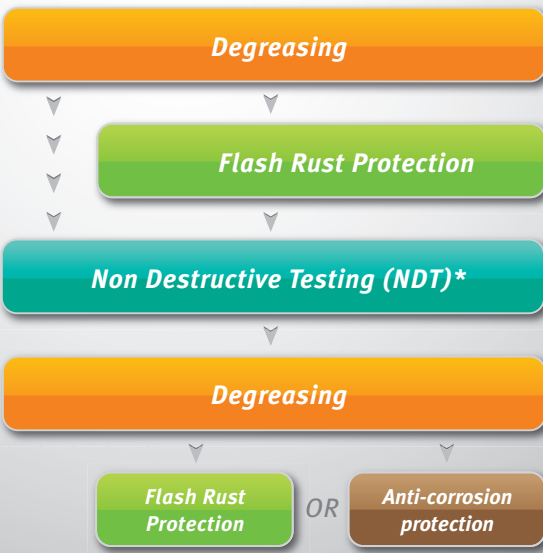 Degreasing
Flash Rust Protection
Non Destructive Testing (NDT)*
Degreasing
Flash Rust
Protection
OR
Anti-corrosion
protection